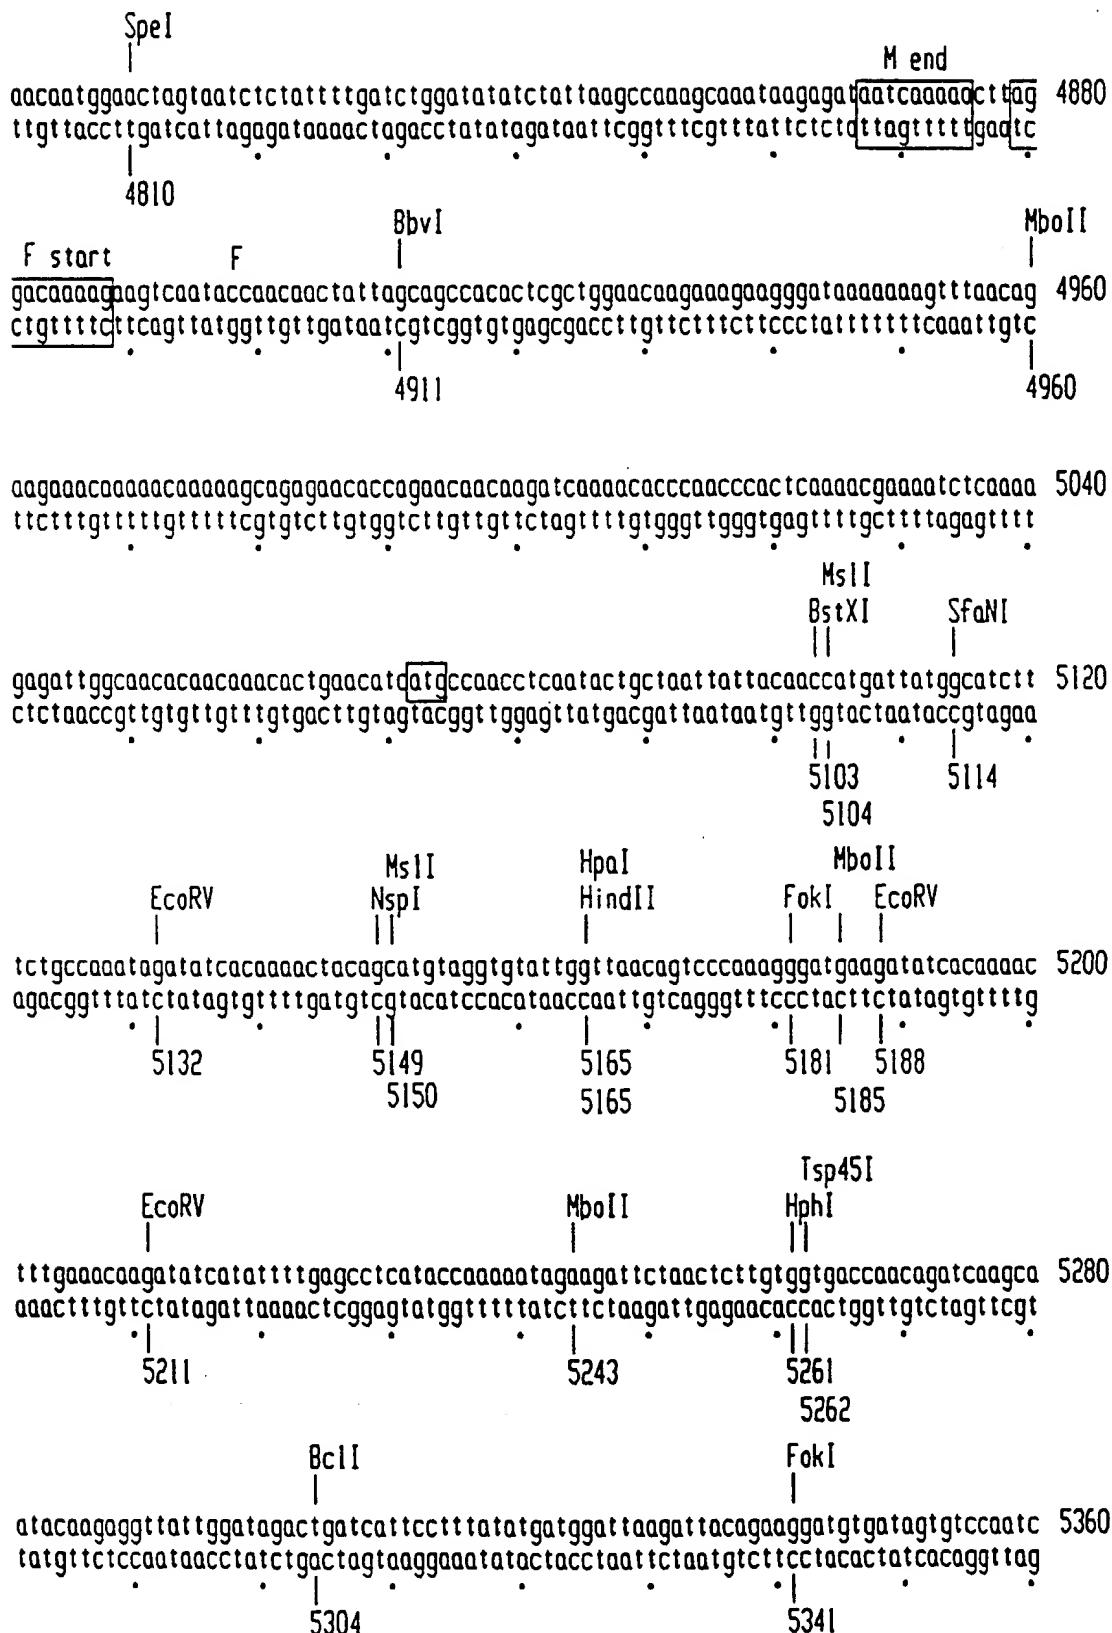 SpeI
M end
aacaatggaactagtaatctctattttgatctggatatatctattaagccaaagcaaataagagataatcaaaaacttag 4880
ttgttaccttgatcattagagataaaactagacctatatagataattcggtttcgtttattctctattagtttttgaatc
4810
BbvI MboII
F start F
gacaaaagaagtcaataccaacaactattagcagccacactcgctggaacaagaaagaagggataaaaaaagtttaacag 4960
ctgttttcttcagttatggttgttgataatcgtcggtgtgagcgaccttgttctttcttccctatttttttcaaattgtc
4911 4960
aagaaacaaaaacaaaaagcagagaacaccagaacaacaagatcaaaacacccaacccactcaaaacgaaaatctcaaaa 5040
ttctttgtttttgtttttcgtgtcttgtggtcttgttgttctagttttgtgggttgggtgagttttgcttttagagtttt
MslI
BstXI SfaNI
gagattggcaacacaacaaacactgaacatcatgccaacctcaatactgctaattattacaaccatgattatggcatctt 5120
ctctaaccgttgtgttgtttgtgacttgtagtacggttggagttatgacgattaataatgttggtactaataccgtagaa
5103 5114
5104
MslI HpaI MboII
EcoRV NspI HindII FokI EcoRV
tctgccaaatagatatcacaaaactacagcatgtaggtgtattggttaacagtcccaaagggatgaagatatcacaaaac 5200
agacggtttatctatagtgttttgatgtcgtacatccacataaccaattgtcagggtttccctacttctatagtgttttg
5132 5149 5165 5181 5188
5150 5165 5185
Tsp45I
EcoRV MboII HphI
tttgaaacaagatatcatattttgagcctcataccaaaaatagaagattctaactcttgtggtgaccaacagatcaagca 5280
aaactttgttctatagattaaaactcggagtatggtttttatcttctaagattgagaacaccactggttgtctagttcgt
5211 5243 5261
5262
BclI FokI
atacaagaggttattggatagactgatcattcctttatatgatggattaagattacagaaggatgtgatagtgtccaatc 5360
tatgttctccaataacctatctgactagtaaggaaatatactacctaattctaatgtcttcctacactatcacaggttag
5304 5341